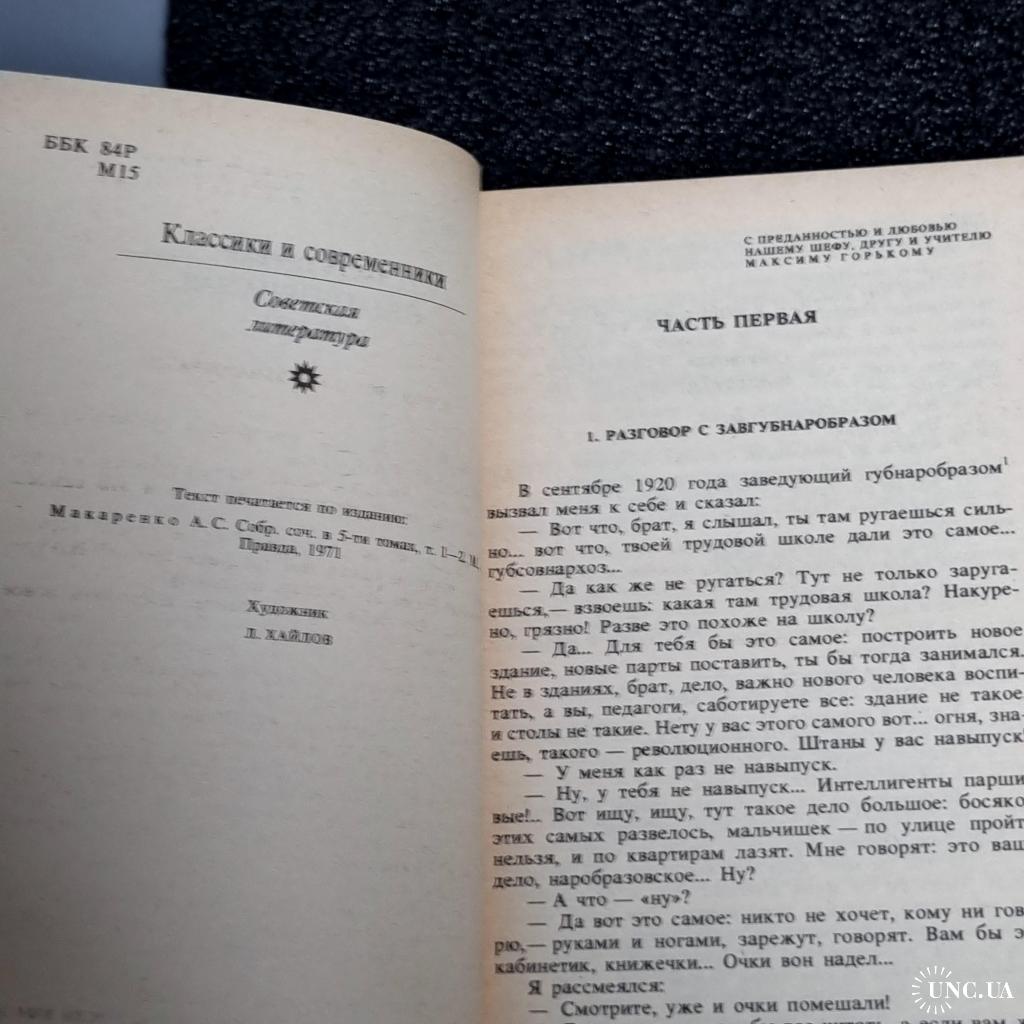 ББК 84Р
М15
Классики и современники
Советская
литература
Текст печатается по изданию:
Макаренко А. С. Собр. соч. в 5-ти томах, т. 1—2. М.,
Правда, 1971
Художник
Л. ХАЙЛОВ
С ПРЕДАННОСТЬЮ И ЛЮБОВЬЮ
НАШЕМУ ШЕФУ, ДРУГУ И УЧИТЕЛЮ
МАКСИМУ ГОРЬКОМУ
ЧАСТЬ ПЕРВАЯ
1. РАЗГОВОР С ЗАВГУБНАРОБРАЗОМ
В сентябре 1920 года заведующий губнаробразом¹
вызвал меня к себе и сказал:
— Вот что, брат, я слышал, ты там ругаешься силь-
но... вот что, твоей трудовой школе дали это самое...
губсовнархоз...
— Да как же не ругаться? Тут не только заруга-
ешься,— взвоешь: какая там трудовая школа? Накуре-
но, грязно! Разве это похоже на школу?
— Да... Для тебя бы это самое: построить новое
здание, новые парты поставить, ты бы тогда занимался.
Не в зданиях, брат, дело, важно нового человека воспи-
тать, а вы, педагоги, саботируете все: здание не такое
и столы не такие. Нету у вас этого самого вот... огня, зна-
ешь, такого — революционного. Штаны у вас навыпуск!
— У меня как раз не навыпуск.
— Ну, у тебя не навыпуск... Интеллигенты парши
вые!.. Вот ищу, ищу, тут такое дело большое: босяко
этих самых развелось, мальчишек — по улице пройт
нельзя, и по квартирам лазят. Мне говорят: это ваш
дело, наробразовское... Ну?
— А что — «ну»?
— Да вот это самое: никто не хочет, кому ни гов
рю,— руками и ногами, зарежут, говорят. Вам бы э
кабинетик, книжечки... Очки вон надел...
Я рассмеялся:
— Смотрите, уже и очки помешали!
UNC.UA